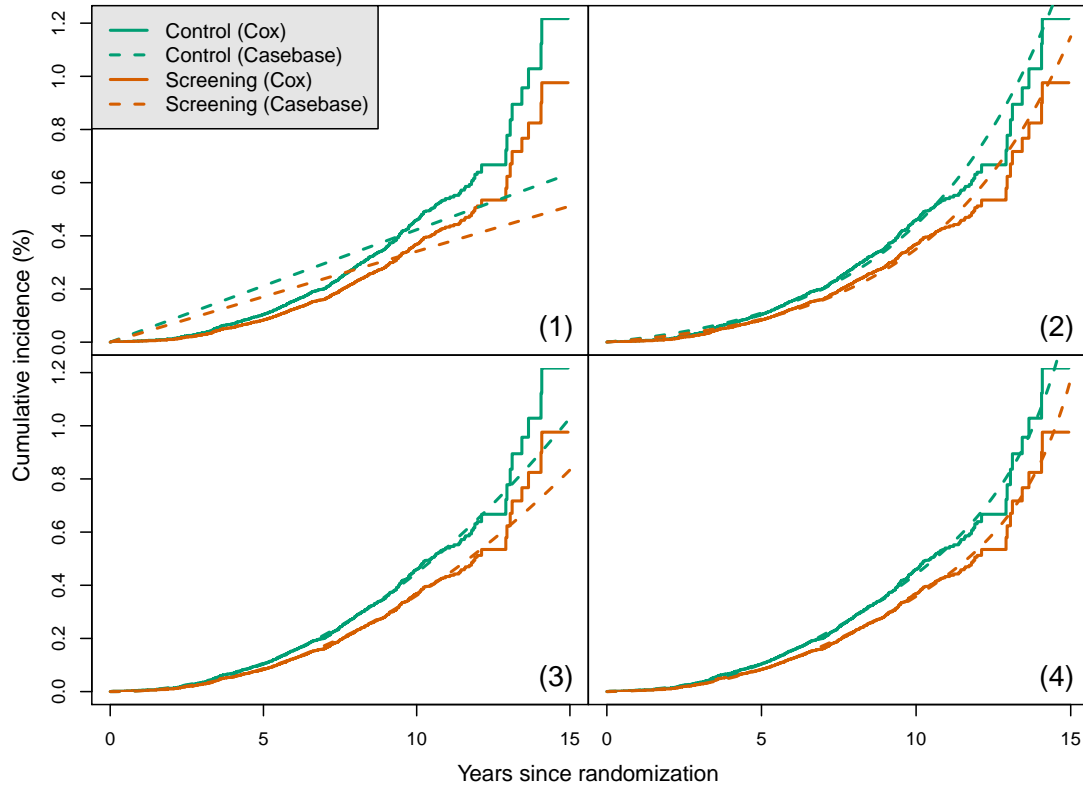 Control (Cox)
Control (Casebase)
Screening (Cox)
Screening (Casebase)
0.0 0.2 0.4 0.6 0.8 1.0 1.2
(1)
(2)
0.0 0.2 0.4 0.6 0.8 1.0 1.2
(3)
(4)
Cumulative incidence (%)
0 5 10 15
0 5 10 15
Years since randomization